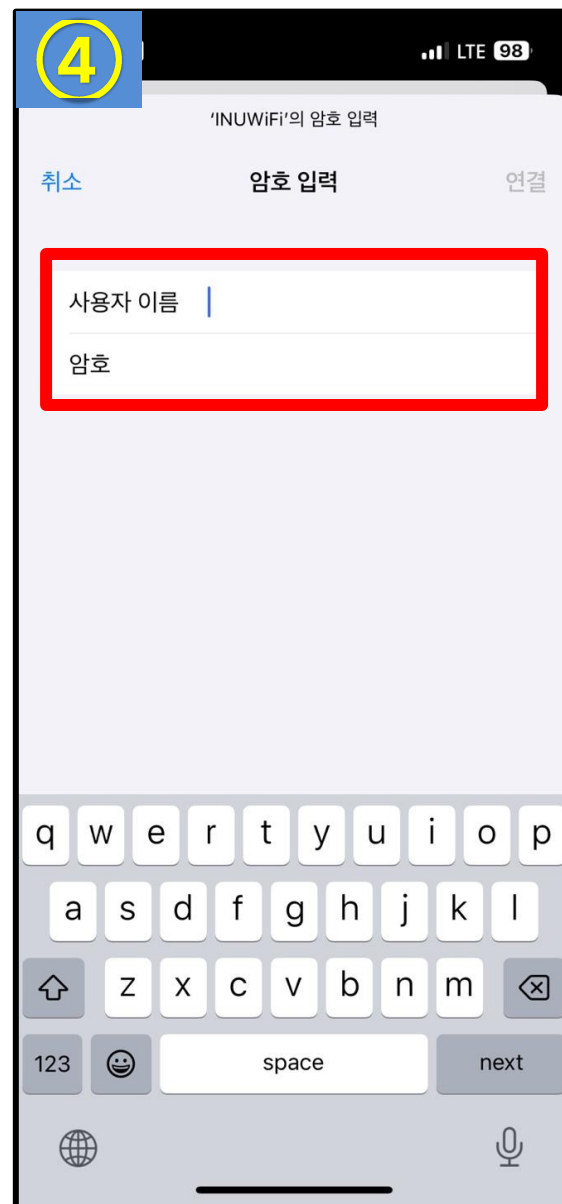 ④
LTE 98
'INUWiFi'의 암호 입력
취소 암호 입력 연결
사용자 이름
암호
q w e r t y u i o p
a s d f g h j k l
z x c v b n m
123 space next